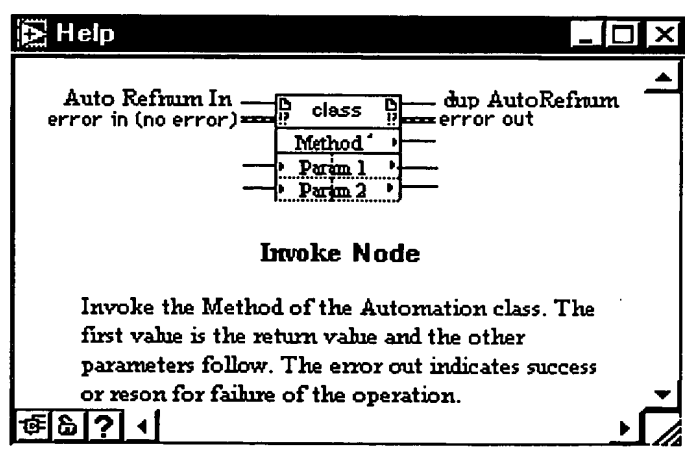 Help
Auto Refnum In
class
dup AutoRefnum
error in (no error)
error out
Method
Param 1
Param 2
Invoke Node
Invoke the Method of the Automation class. The
first value is the return value and the other
parameters follow. The error out indicates success
or reson for failure of the operation.
?